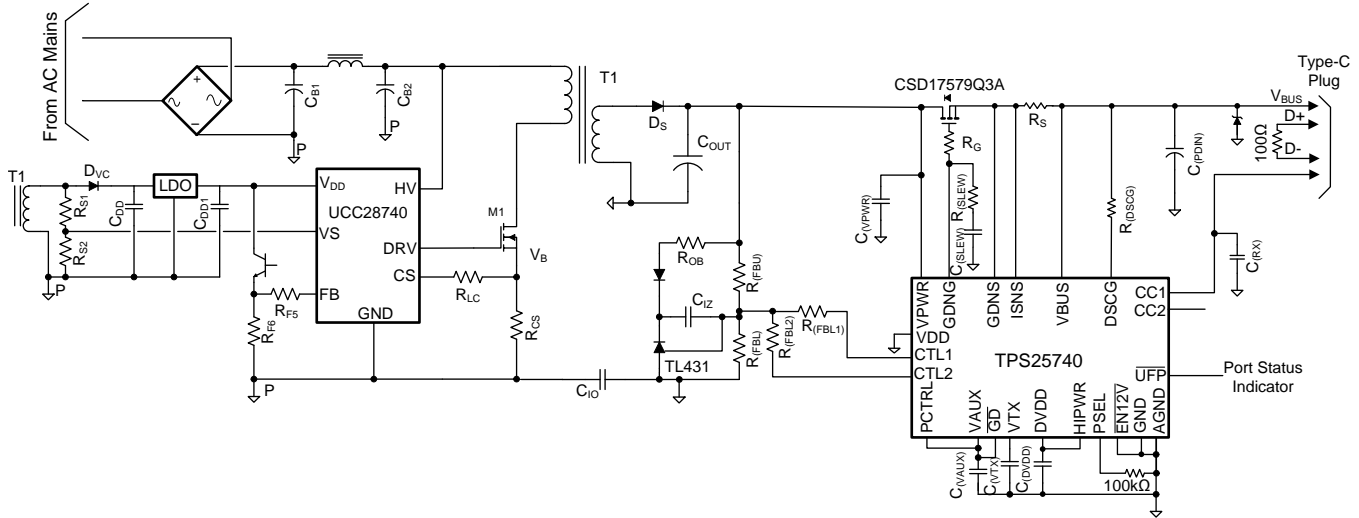 From AC Mains
C_B1
C_B2
P
P
T1
D_S
C_OUT
CSD17579Q3A
R_G
R_S
V_BUS
Type-C
Plug
D+
100Ω
D-
C_(PDIN)
R_(DSCG)
C_(RX)
C_(VPWR)
R_(SLEW)
C_(SLEW)
T1
D_VC
R_S1
R_S2
C_DD
LDO
C_DD1
P
V_DD
HV
UCC28740
VS
DRV
CS
FB
GND
R_F5
R_F6
P
M1
V_B
R_LC
R_CS
C_IO
R_OB
C_IZ
TL431
R_(FBU)
R_(FBL)
R_(FBL2)
R_(FBL1)
VPWR
GDNG
GDNS
ISNS
VBUS
DSCG
CC1
CC2
VDD
CTL1
CTL2
TPS25740
UFP
Port Status
Indicator
PCTRL
VAUX
GD
VTX
DVDD
HIPWR
PSEL
EN12V
GND
AGND
C_(VAUX)
C_(VTX)
C_(DVDD)
100kΩ